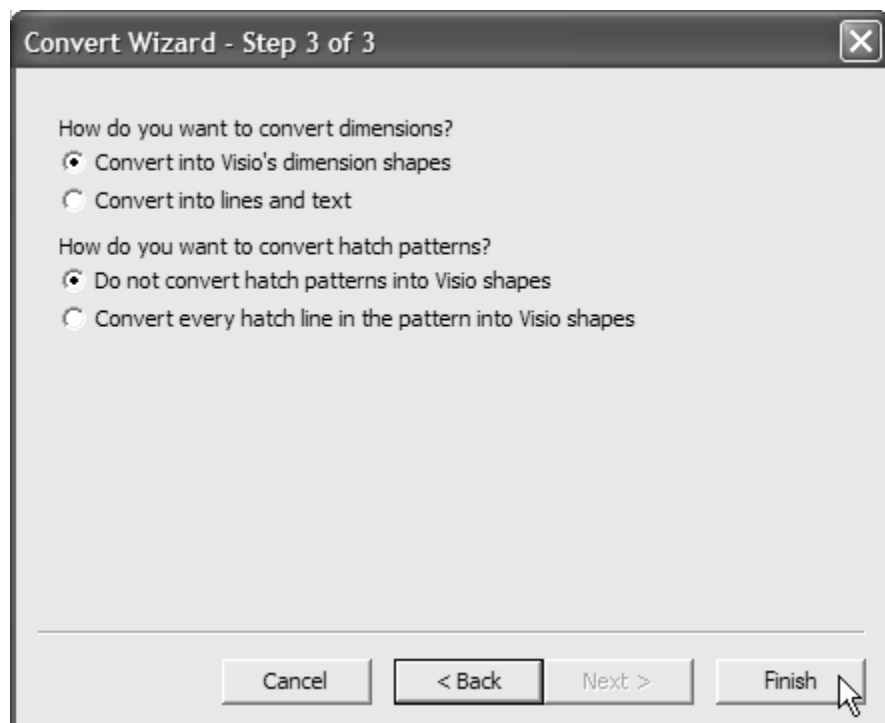 Convert Wizard - Step 3 of 3
How do you want to convert dimensions?
Convert into Visio's dimension shapes
Convert into lines and text
How do you want to convert hatch patterns?
Do not convert hatch patterns into Visio shapes
Convert every hatch line in the pattern into Visio shapes
Cancel < Back Next > Finish